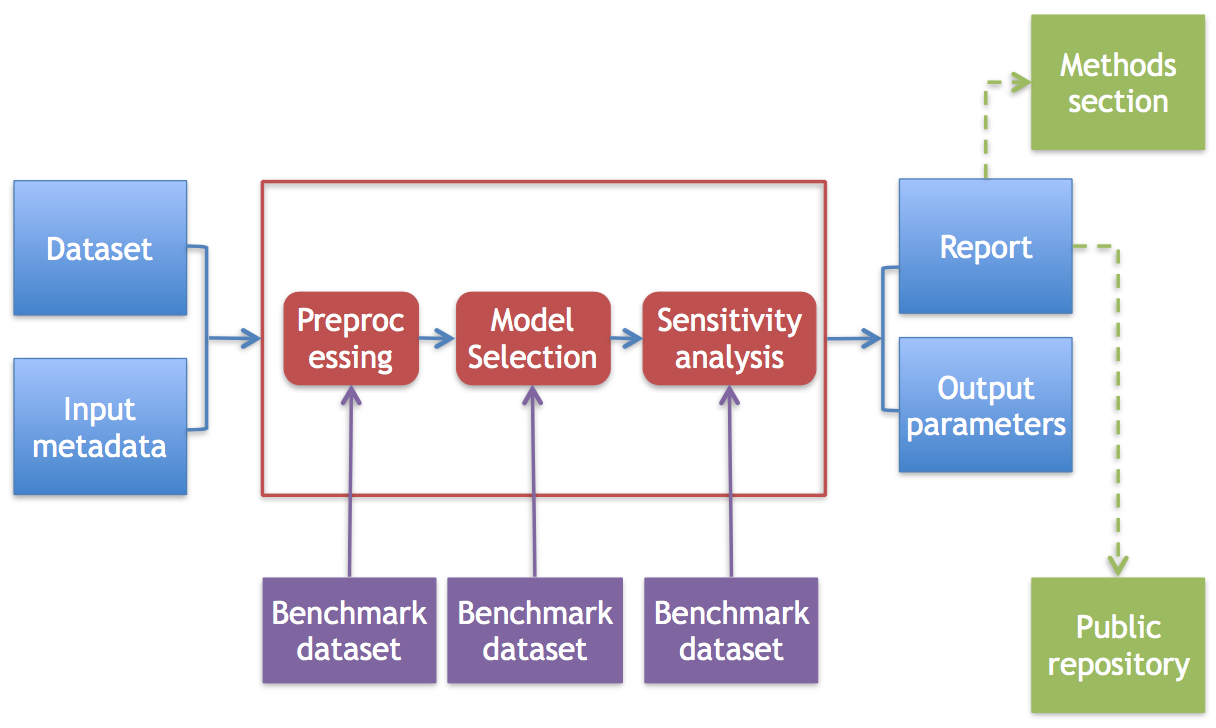 Methods
section
Dataset
Input
metadata
Preproc
essing
Model
Selection
Sensitivity
analysis
Report
Output
parameters
Benchmark
dataset
Benchmark
dataset
Benchmark
dataset
Public
repository